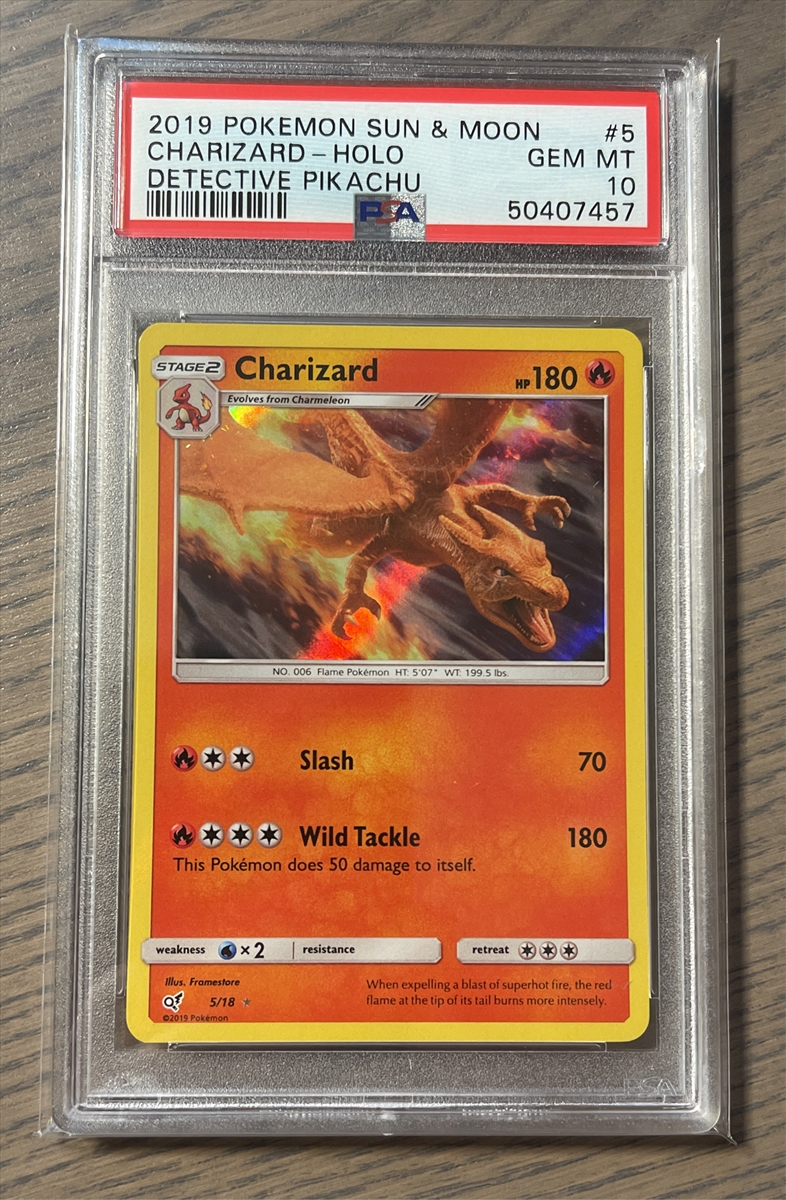 2019 POKEMON SUN & MOON #5
CHARIZARD-HOLO GEM MT
DETECTIVE PIKACHU 10
PSA 50407457
STAGE2 Charizard HP 180
Evolves from Charmeleon
NO. 006 Flame Pokémon HT: 5'07" WT: 199.5 lbs.
Slash 70
Wild Tackle 180
This Pokémon does 50 damage to itself.
weakness ×2 resistance retreat
Illus. Framestore
When expelling a blast of superhot fire, the red
5/18
flame at the tip of its tail burns more intensely.
©2019 Pokémon
PSA